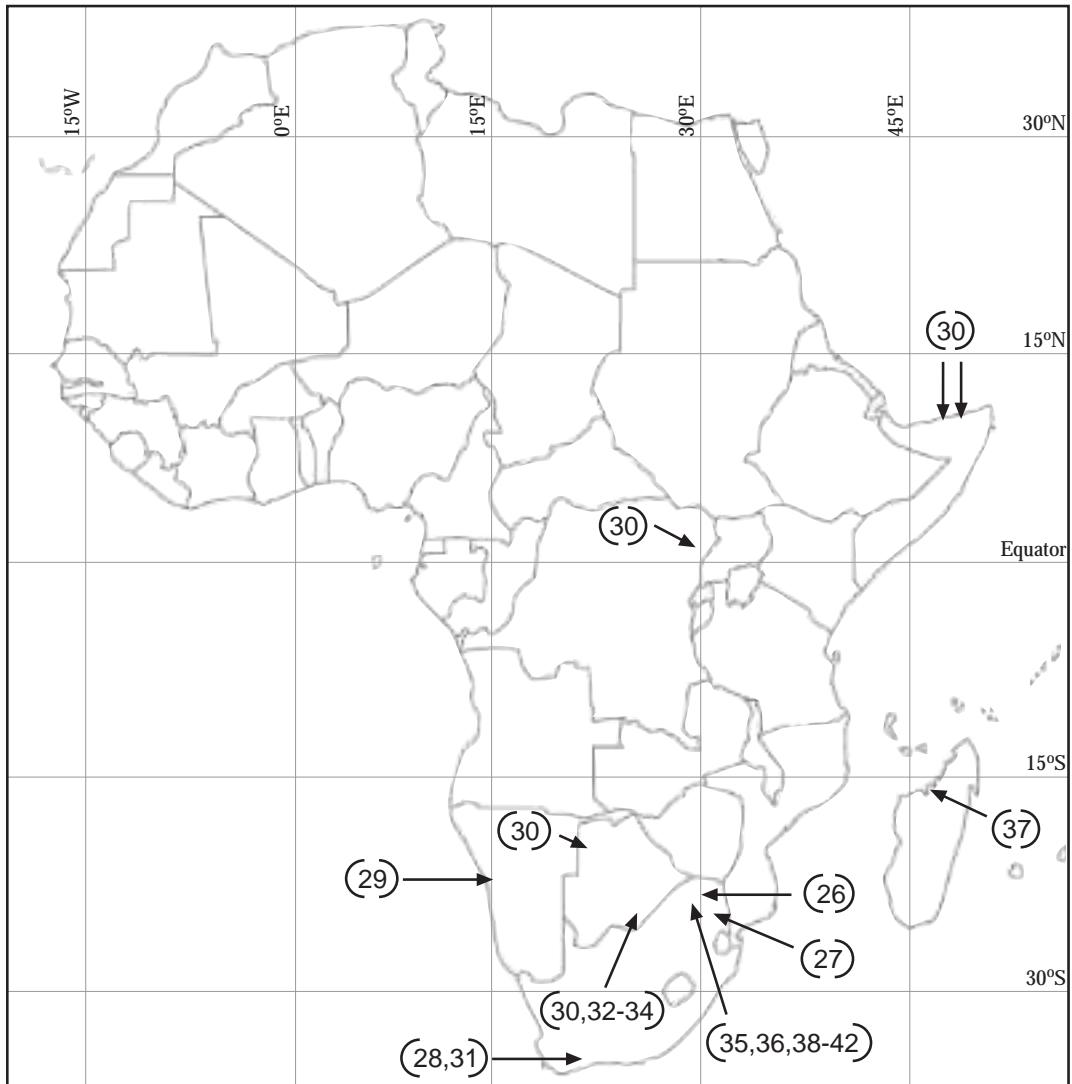 15ºW
0ºE
15ºE
30ºE
45ºE
30ºN
(30)
15ºN
(30)
Equator
15ºS
(30)
(37)
(29)
(26)
(27)
30ºS
(30,32-34)
(35,36,38-42)
(28,31)